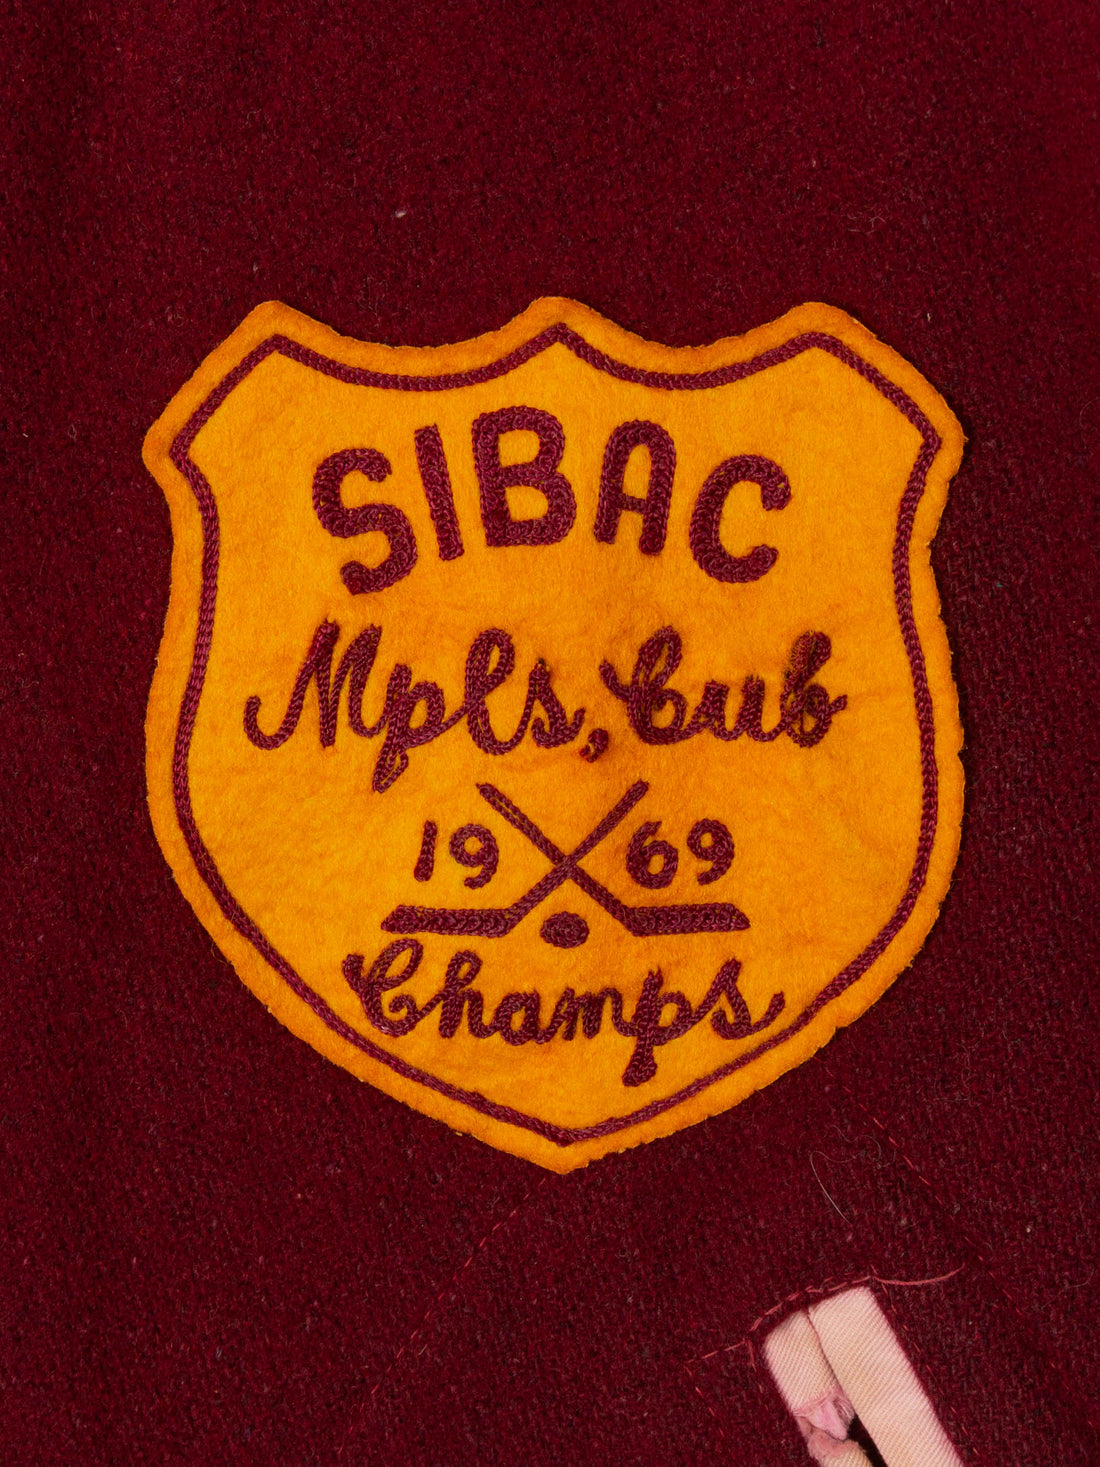 SIBAC
Mpls, Cub
19 69
Champs